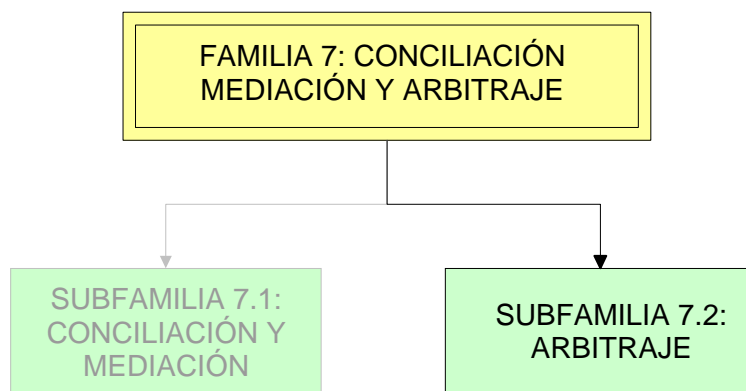 FAMILIA 7: CONCILIACIÓN
MEDIACIÓN Y ARBITRAJE
SUBFAMILIA 7.1:
CONCILIACIÓN Y
MEDIACIÓN
SUBFAMILIA 7.2:
ARBITRAJE